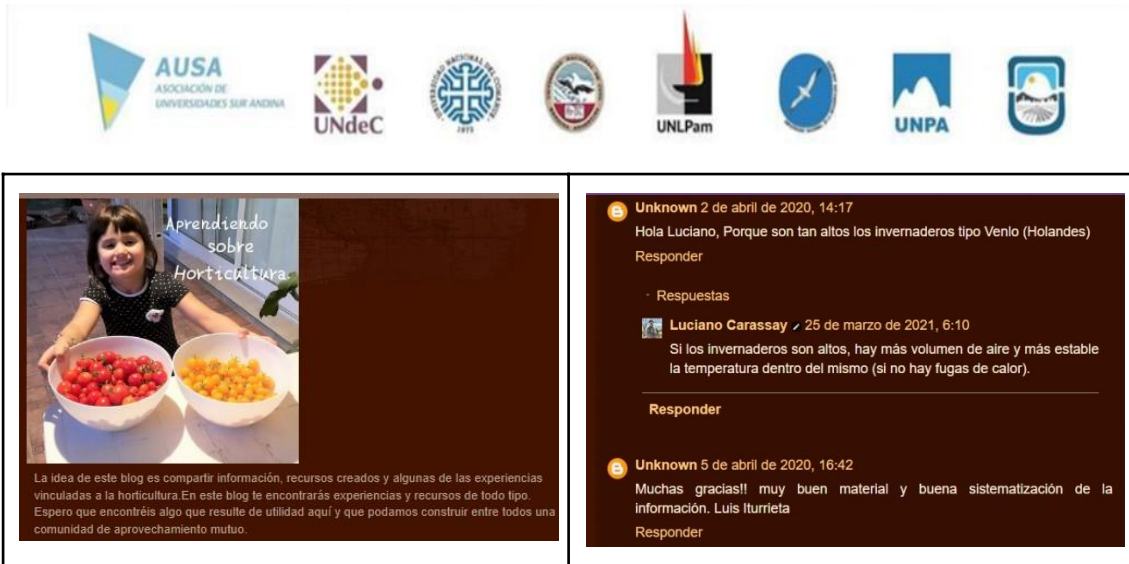 AUSA
ASOCIACIÓN DE
UNIVERSIDADES SUR ANDINA
UNdeC
UNIVERSIDAD NACIONAL DEL COMAHUE
1971
UNLPam
UNPA
Aprendiendo
sobre
Horticultura.
La idea de este blog es compartir información, recursos creados y algunas de las experiencias
vinculadas a la horticultura.En este blog te encontrarás experiencias y recursos de todo tipo.
Espero que encontréis algo que resulte de utilidad aquí y que podamos construir entre todos una
comunidad de aprovechamiento mutuo.
Unknown 2 de abril de 2020, 14:17
Hola Luciano, Porque son tan altos los invernaderos tipo Venlo (Holandes)
Responder
Respuestas
Luciano Carassay 25 de marzo de 2021, 6:10
Si los invernaderos son altos, hay más volumen de aire y más estable
la temperatura dentro del mismo (si no hay fugas de calor).
Responder
Unknown 5 de abril de 2020, 16:42
Muchas gracias!! muy buen material y buena sistematización de la
información. Luis Iturrieta
Responder